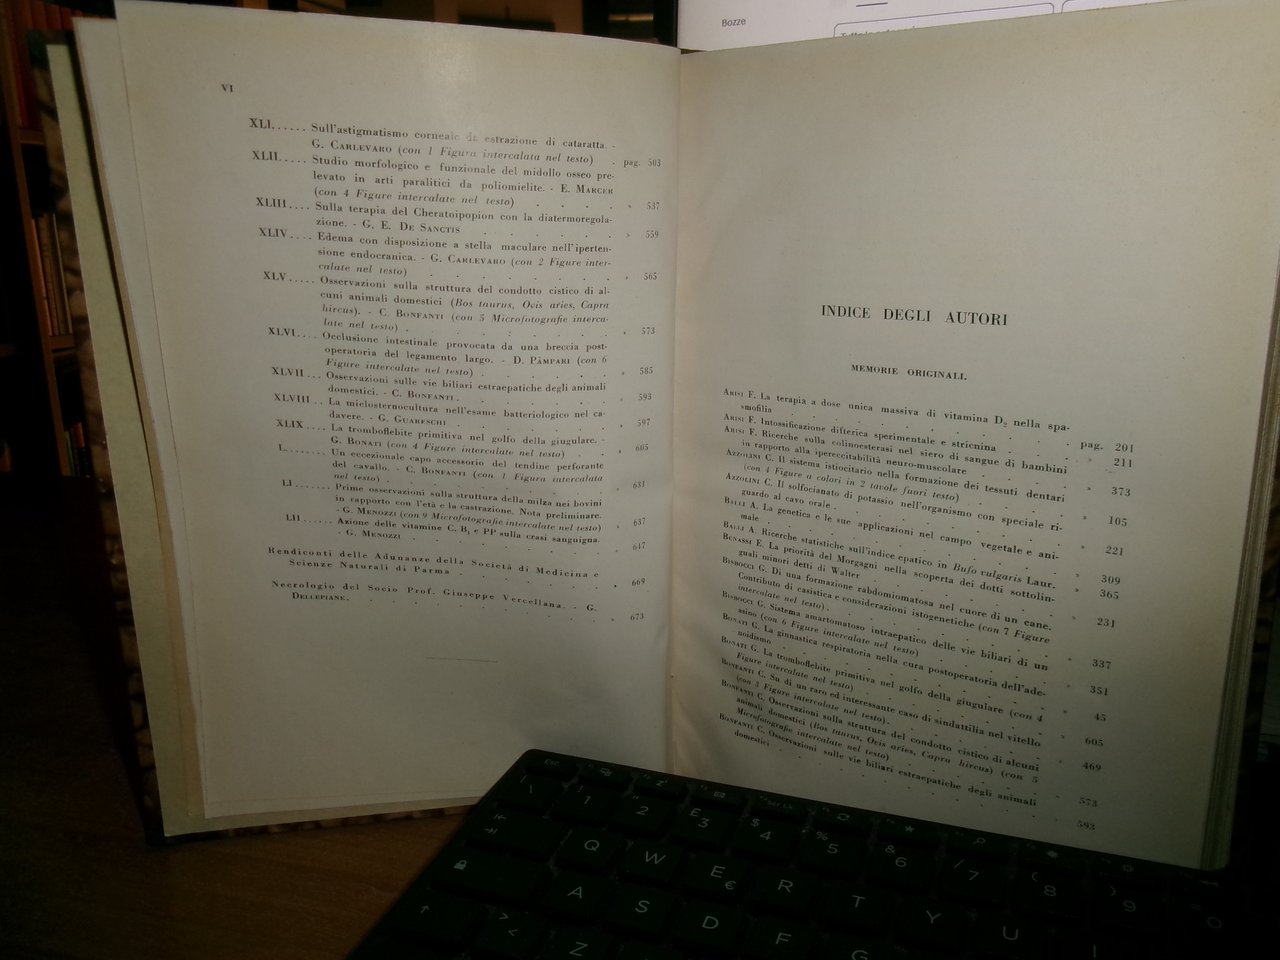 Bozze
VI
XLI...... Sull'astigmatismo corneale da estrazione di cataratta. -
G. CARLEVARO (con 1 Figura intercalata nel testo) . pag. 503
XLII..... Studio morfologico e funzionale del midollo osseo pre-
levato in arti paralitici da poliomielite. - E. MARCER
(con 4 Figure intercalate nel testo) . . . . » 537
XLIII.... Sulla terapia del Cheratoipopion con la diatermoregola-
zione. - G. E. DE SANCTIS . . . . . » 559
XLIV.... Edema con disposizione a stella maculare nell'iperten-
sione endocranica. - G. CARLEVARO (con 2 Figure inter-
calate nel testo) . . . . . . . » 565
XLV..... Osservazioni sulla struttura del condotto cistico di al-
cuni animali domestici (Bos taurus, Ovis aries, Capra
hircus). - C. BONFANTI (con 5 Microfotografie interca-
late nel testo) . . . . . . . » 573
XLVI.... Occlusione intestinale provocata da una breccia post-
operatoria del legamento largo. - D. PÀMPARI (con 6
Figure intercalate nel testo) . . . . . » 585
XLVII... Osservazioni sulle vie biliari estraepatiche degli animali
domestici. - C. BONFANTI . . . . . . » 593
XLVIII .. La mielosternocultura nell'esame batteriologico nel ca-
davere. - G. GUARESCHI . . . . . » 597
XLIX.... La tromboflebite primitiva nel golfo della giugulare. -
G. BONATI (con 4 Figure intercalate nel testo) . . » 605
L........ Un eccezionale capo accessorio del tendine perforante
del cavallo. - C. BONFANTI (con 1 Figura intercalata
nel testo) . . . . . . . » 631
LI...... Prime osservazioni sulla struttura della milza nei bovini
in rapporto con l'età e la castrazione. Nota preliminare.
- G. MENOZZI (con 9 Microfotografie intercalate nel testo) » 637
LII ..... Azione delle vitamine C, B1 e PP sulla crasi sanguigna.
- G. MENOZZI . . . . . . . » 647
Rendiconti delle Adunanze della Società di Medicina e
Scienze Naturali di Parma . . . . . » 669
Necrologio del Socio Prof. Giuseppe Vercellana. - G.
DELLEPIANE. . . . . . . . » 673
INDICE DEGLI AUTORI
MEMORIE ORIGINALI.
ARISI E. La terapia a dose unica massiva di vitamina D2 nella spa-
smofilia . . . . . . . . pag. 201
ARISI F. Intossificazione difterica sperimentale e stricnina . . . » 211
ARISI F. Ricerche sulla colinoesterasi nel siero di sangue di bambini
in rapporto alla ipereccitabilità neuro-muscolare . . . » 373
AZZOLINI C. Il sistema istiocitario nella formazione dei tessuti dentari
(con 4 Figure a colori in 2 tavole fuori testo) . . . » 105
AZZOLINI C. Il solfocianato di potassio nell'organismo con speciale ri-
guardo al cavo orale . . . . . . » 221
BALLI A. La genetica e le sue applicazioni nel campo vegetale e ani-
male . . . . . . . . » 309
BALLI A. Ricerche statistiche sull'indice epatico in Bufo vulgaris Laur. » 365
BENASSI E. La priorità del Morgagni nella scoperta dei dotti sottolin-
guali minori detti di Walter . . . . . » 231
BISBOCCI G. Di una formazione rabdomiomatosa nel cuore di un cane.
Contributo di casistica e considerazioni istogenetiche (con 7 Figure
intercalate nel testo) . . . . . . » 337
BISBOCCI G. Sistema amartomatoso intraepatico delle vie biliari di un
asino (con 6 Figure intercalate nel testo) . . . . » 351
BONATI G. La ginnastica respiratoria nella cura postoperatoria dell'ade-
noidismo . . . . . . . » 45
BONATI G. La tromboflebite primitiva nel golfo della giugulare (con 4
Figure intercalate nel testo) . . . . . » 605
BONFANTI C. Su di un raro ed interessante caso di sindattilia nel vitello
(con 3 Figure intercalate nel testo). . . . . » 469
BONFANTI C. Osservazioni sulla struttura del condotto cistico di alcuni
animali domestici (Bos taurus, Ovis aries, Capra hircus) (con 5
Microfotografie intercalate nel testo) . . . . » 573
BONFANTI C. Osservazioni sulle vie biliari estraepatiche degli animali
domestici . . . . . . . » 593
esc
\ 1 2 £ 3 $ 4 % 5 & 6 / 7 ( 8 ) 9
Q W E € R T Y U I
A S D F G
< > Z